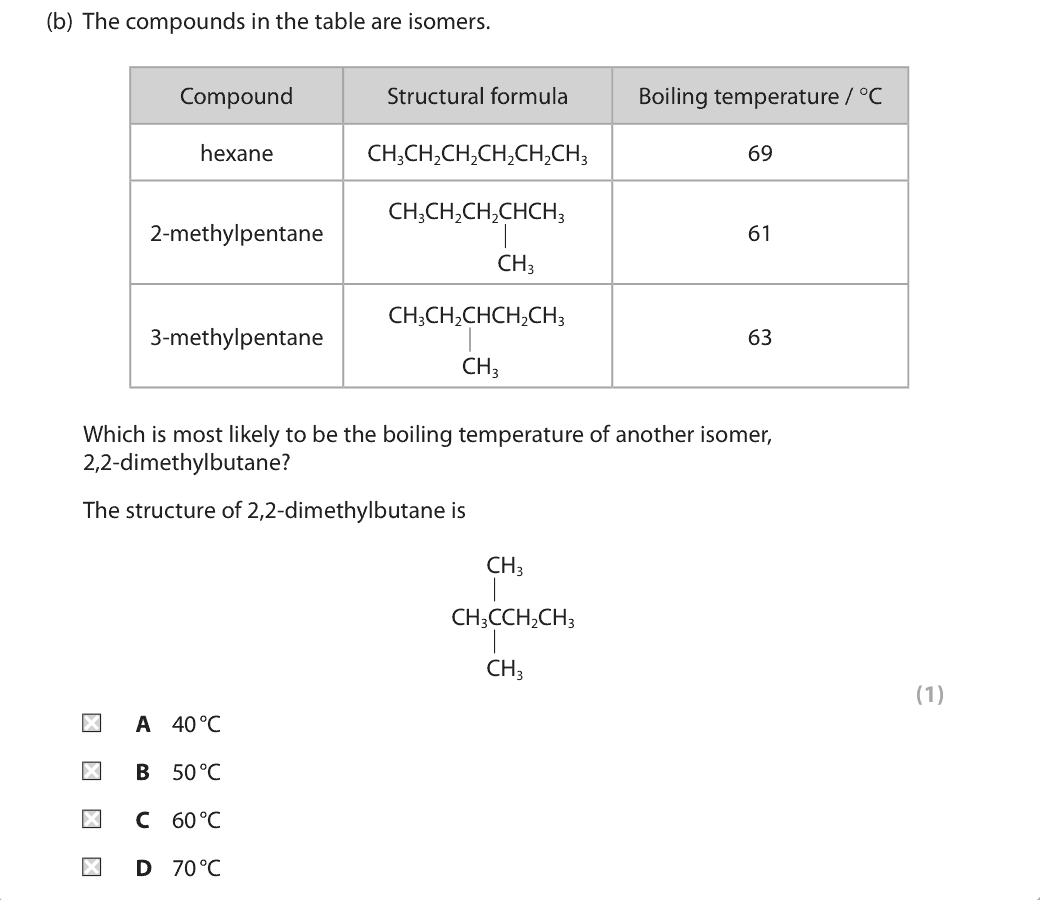 (b) The compounds in the table are isomers.
Compound Structural formula Boiling temperature / °C
hexane CH₃CH₂CH₂CH₂CH₂CH₃ 69
CH₃CH₂CH₂CHCH₃
2-methylpentane 61
CH₃
CH₃CH₂CHCH₂CH₃
3-methylpentane 63
CH₃
Which is most likely to be the boiling temperature of another isomer,
2,2-dimethylbutane?
The structure of 2,2-dimethylbutane is
CH₃
CH₃CCH₂CH₃
CH₃
(1)
A 40 °C
B 50 °C
C 60 °C
D 70 °C